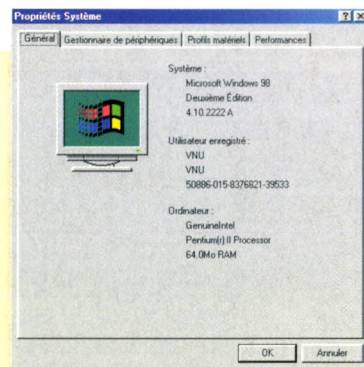 Propriétés Système
Général
Gestionnaire de périphériques
Profils matériels
Performances
Système :
Microsoft Windows 98
Deuxième Édition
4.10.2222 A
Utilisateur enregistré :
VNU
VNU
50886-015-8376821-39533
Ordinateur :
GenuineIntel
Pentium(r) II Processor
64.0Mo RAM
OK
Annuler